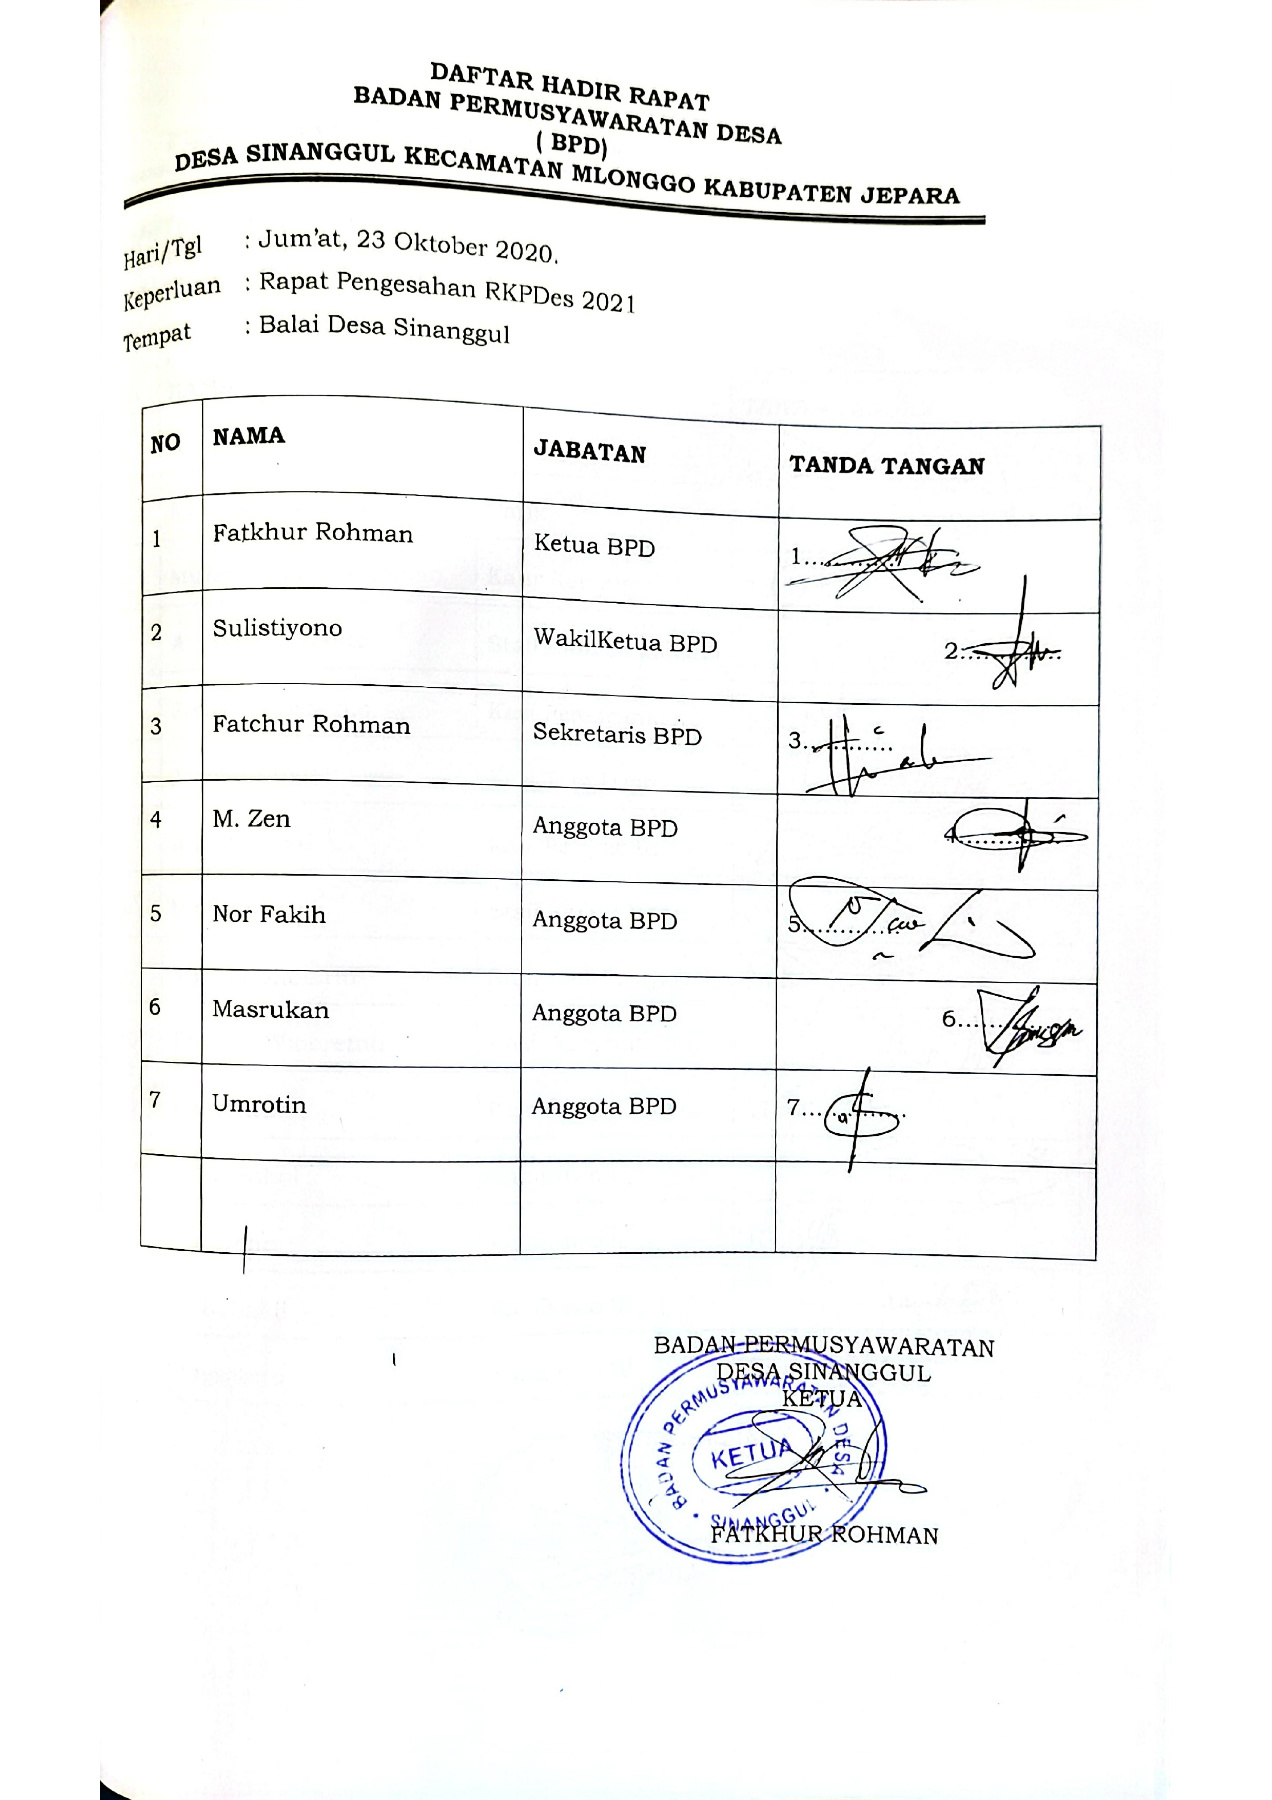 DAFTAR HADIR RAPAT
BADAN PERMUSYAWARATAN DESA
( BPD)
DESA SINANGGUL KECAMATAN MLONGGO KABUPATEN JEPARA
Hari/Tgl : Jum'at, 23 Oktober 2020.
Keperluan : Rapat Pengesahan RKPDes 2021
Tempat : Balai Desa Sinanggul
NO NAMA JABATAN TANDA TANGAN
1 Fatkhur Rohman Ketua BPD 1...
2 Sulistiyono WakilKetua BPD 2...
3 Fatchur Rohman Sekretaris BPD 3...
4 M. Zen Anggota BPD 4...
5 Nor Fakih Anggota BPD 5...
6 Masrukan Anggota BPD 6...
7 Umrotin Anggota BPD 7...
BADAN PERMUSYAWARATAN
DESA SINANGGUL
KETUA
BADAN PERMUSYAWARATAN DESA
KETUA
SINANGGUL
FATKHUR ROHMAN